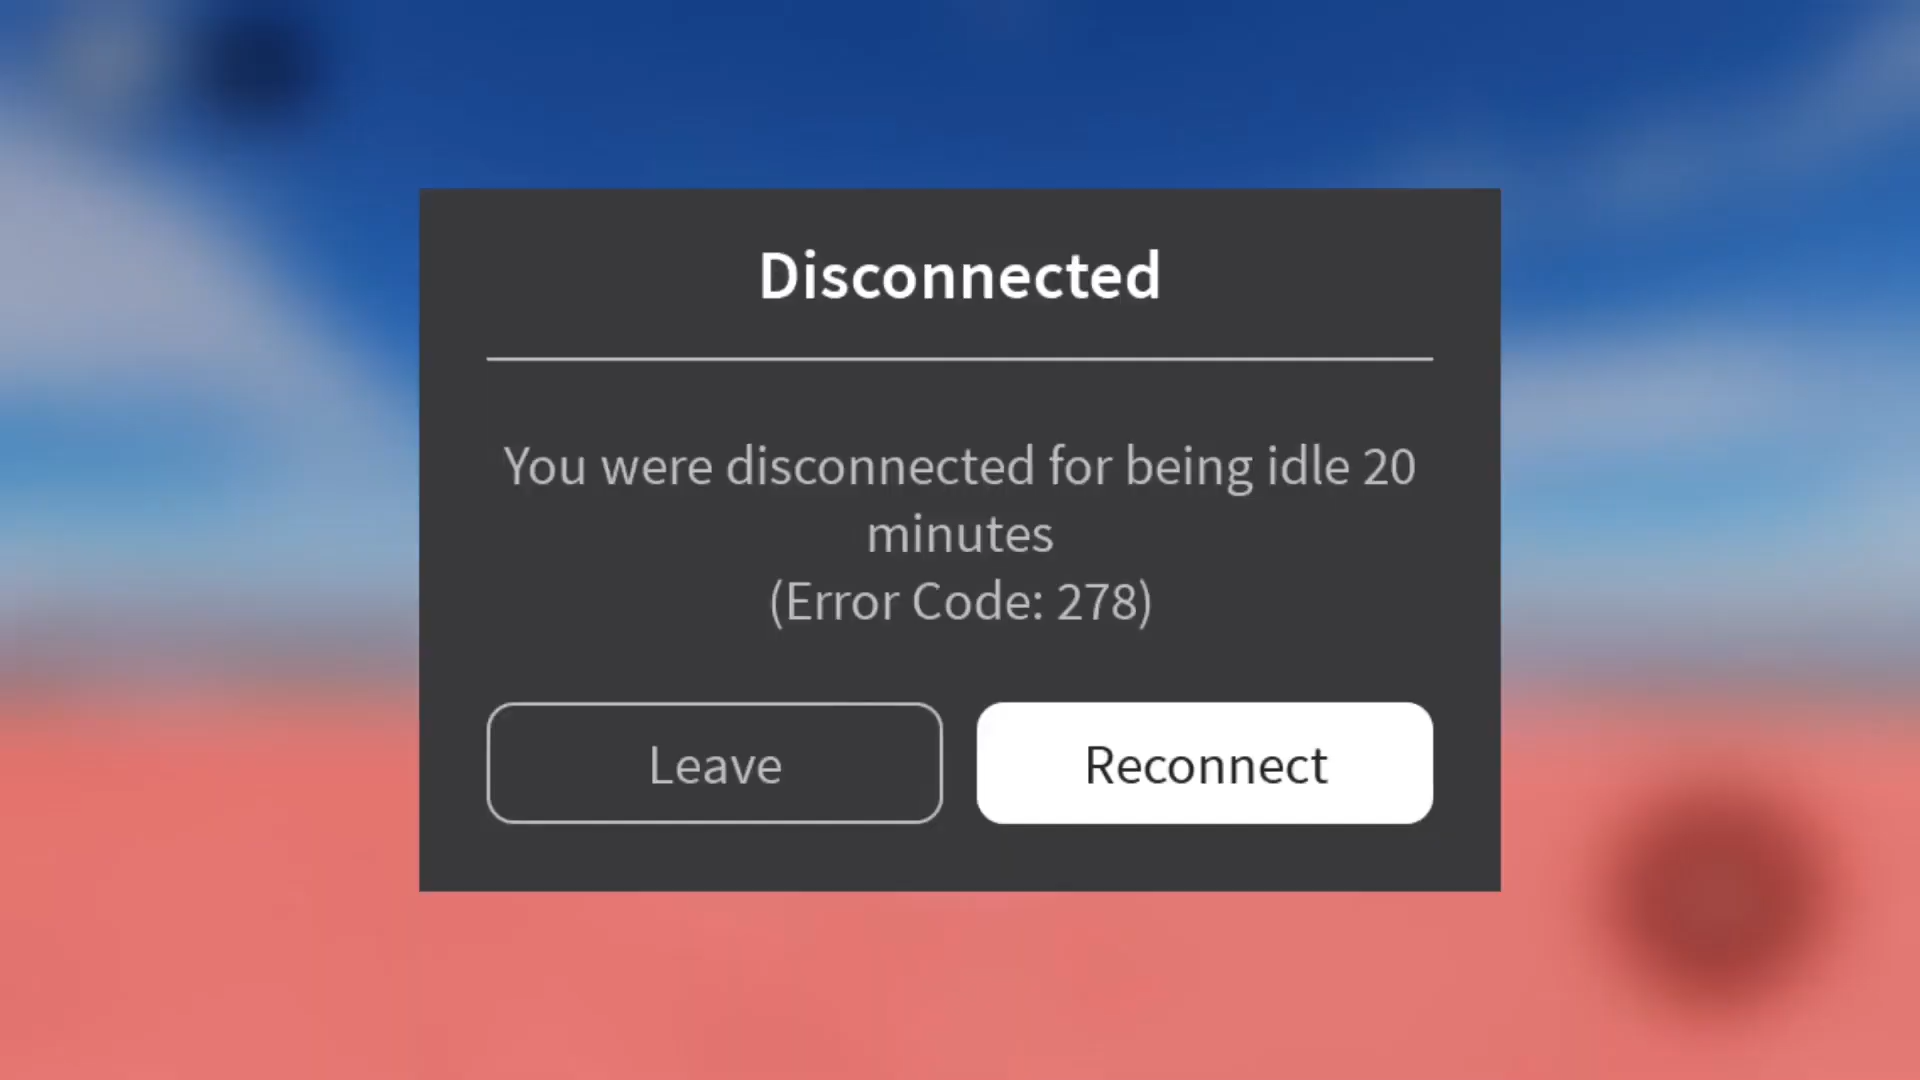 Disconnected
You were disconnected for being idle 20
minutes
(Error Code: 278)
Leave
Reconnect